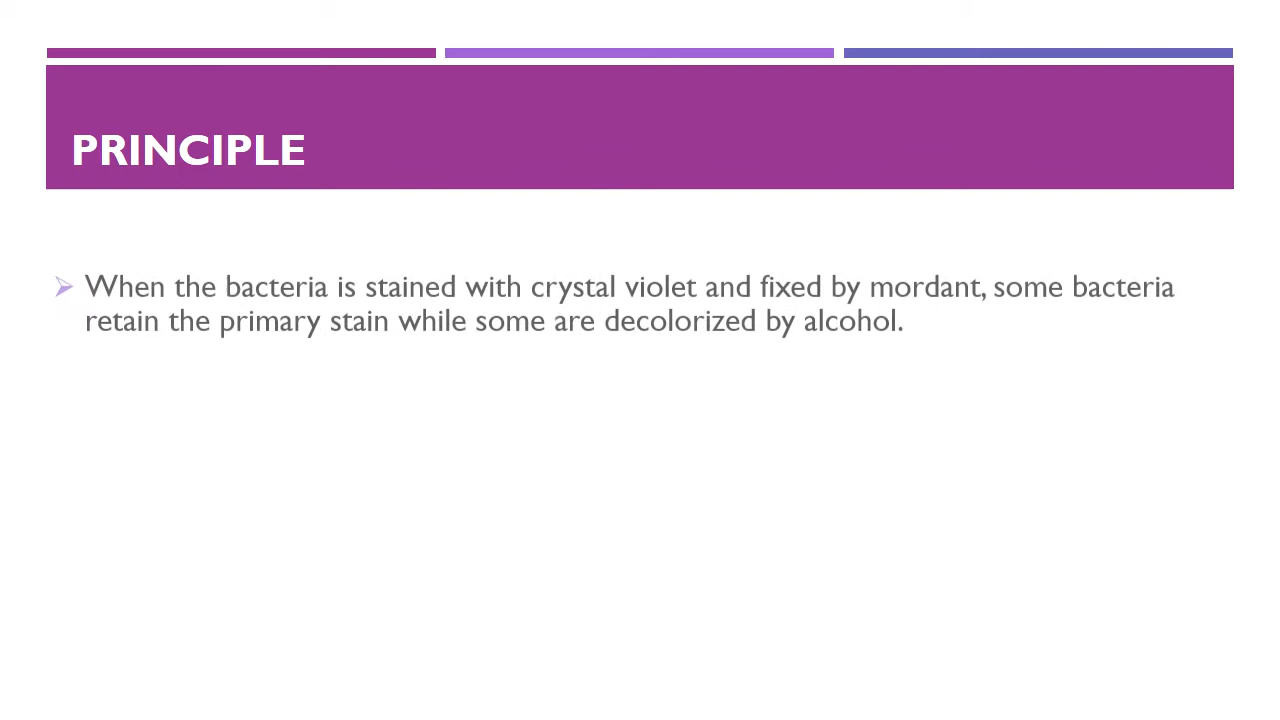 PRINCIPLE
When the bacteria is stained with crystal violet and fixed by mordant, some bacteria
retain the primary stain while some are decolorized by alcohol.